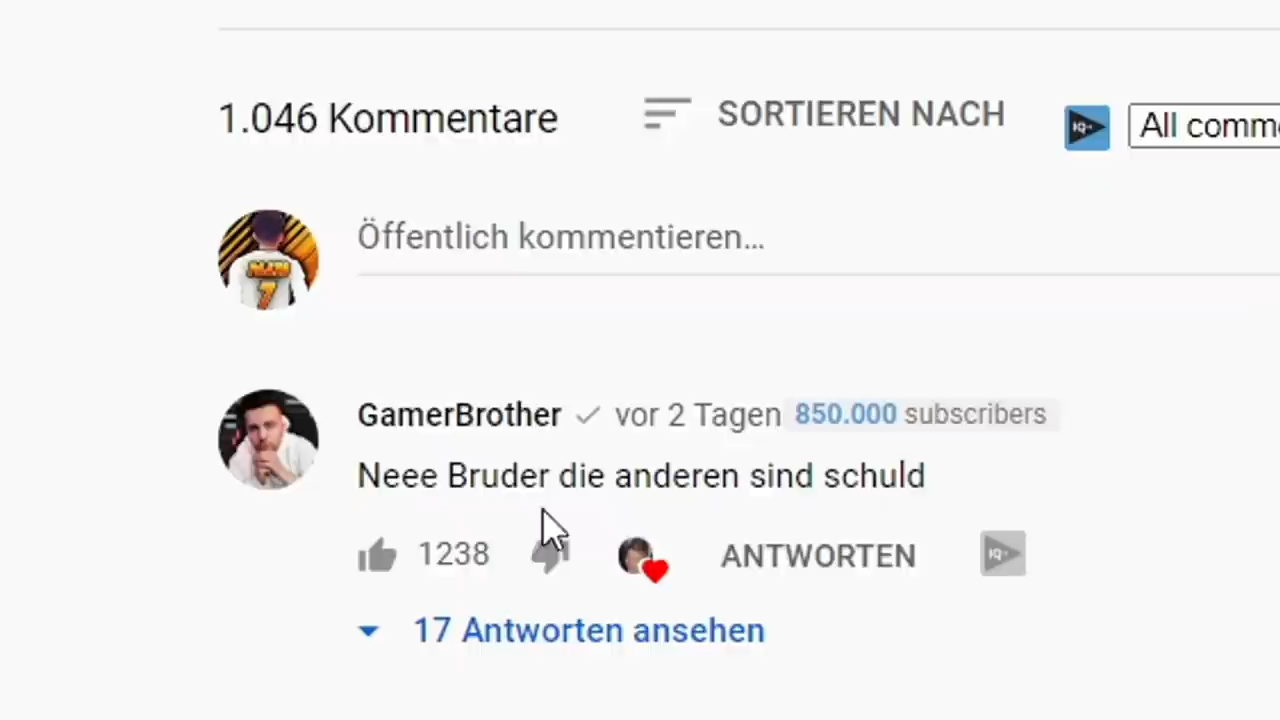 1.046 Kommentare
SORTIEREN NACH
All comm
Öffentlich kommentieren…
7
GamerBrother vor 2 Tagen 850.000 subscribers
Neee Bruder die anderen sind schuld
1238
ANTWORTEN
17 Antworten ansehen